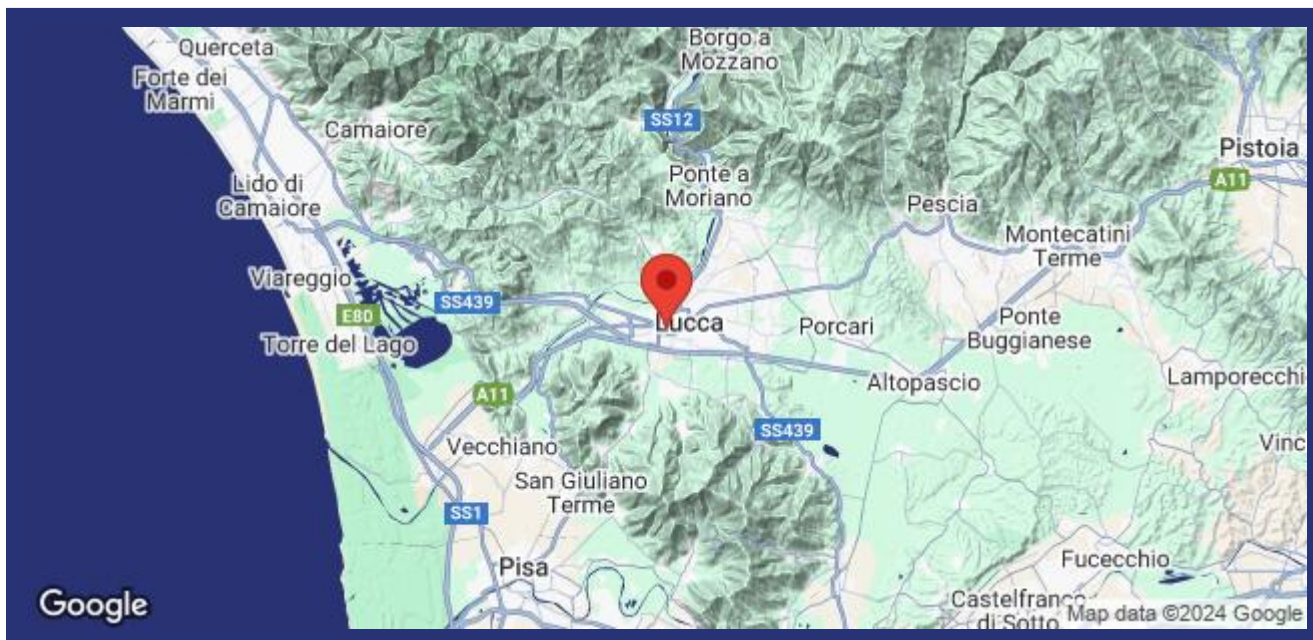 Querceta
Forte dei
Marmi
Borgo a
Mozzano
SS12
Camaiore
Pistoia
A11
Ponte a
Moriano
Lido di
Camaiore
Pescia
Montecatini
Terme
Viareggio
SS439
E80
Lucca
Porcari
Ponte
Buggianese
Torre del Lago
A11
Altopascio
Lamporecchi
SS439
Vecchiano
Vinc
San Giuliano
Terme
SS1
Pisa
Fucecchio
Castelfranco
di Sotto
Google
Map data ©2024 Google